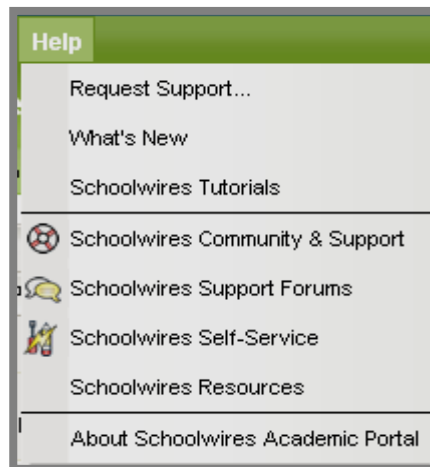 Help
Request Support...
What's New
Schoolwires Tutorials
Schoolwires Community & Support
Schoolwires Support Forums
Schoolwires Self-Service
Schoolwires Resources
About Schoolwires Academic Portal